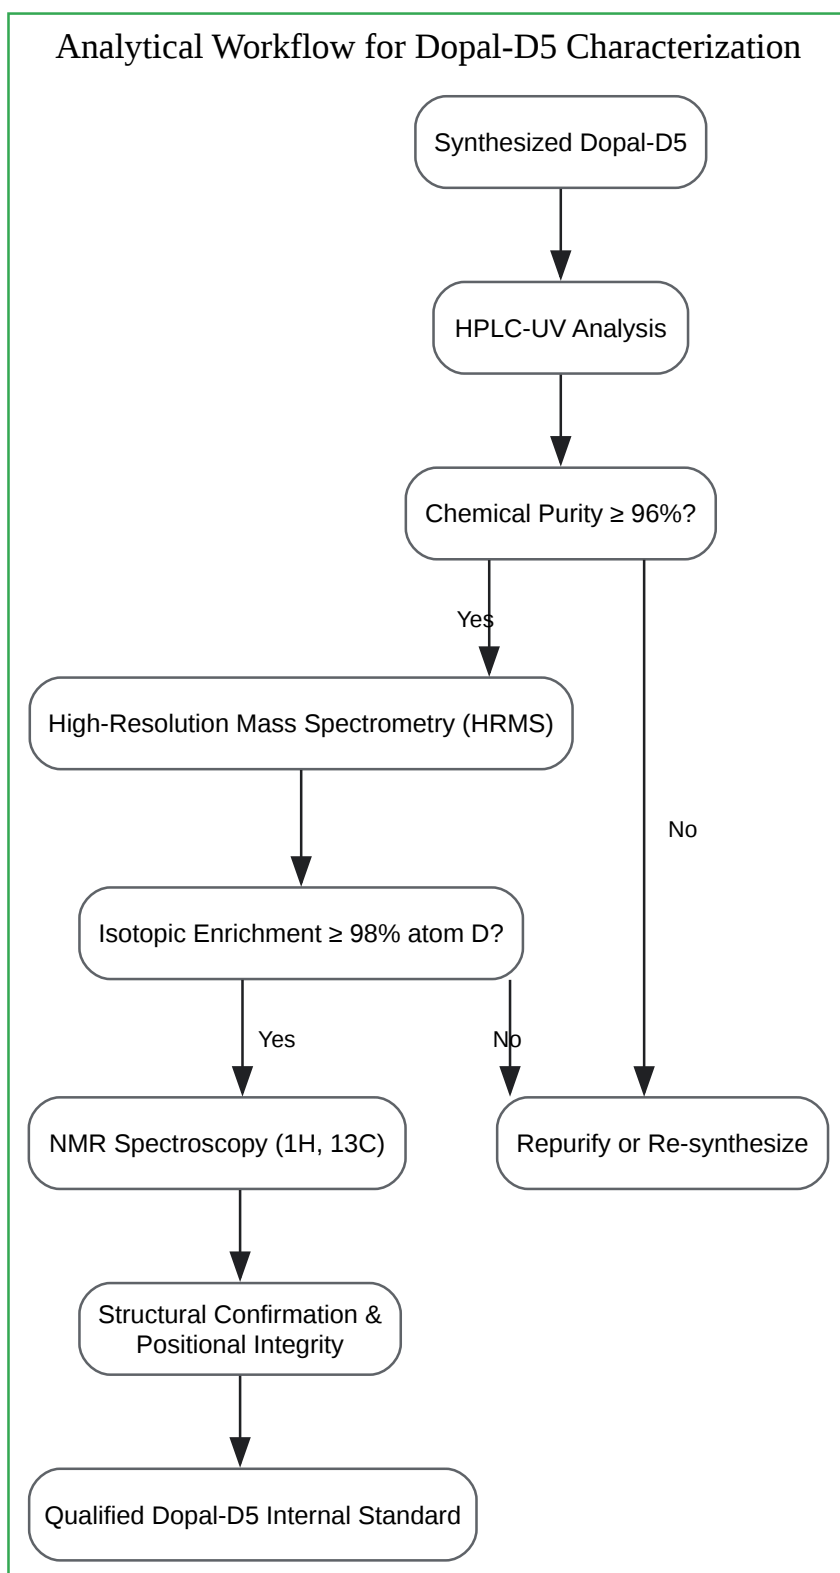 Analytical Workflow for Dopal-D5 Characterization
Synthesized Dopal-D5
HPLC-UV Analysis
Chemical Purity ≥ 96%?
Yes
High-Resolution Mass Spectrometry (HRMS)
No
Isotopic Enrichment ≥ 98% atom D?
Yes
No
NMR Spectroscopy (1H, 13C)
Repurify or Re-synthesize
Structural Confirmation &
Positional Integrity
Qualified Dopal-D5 Internal Standard